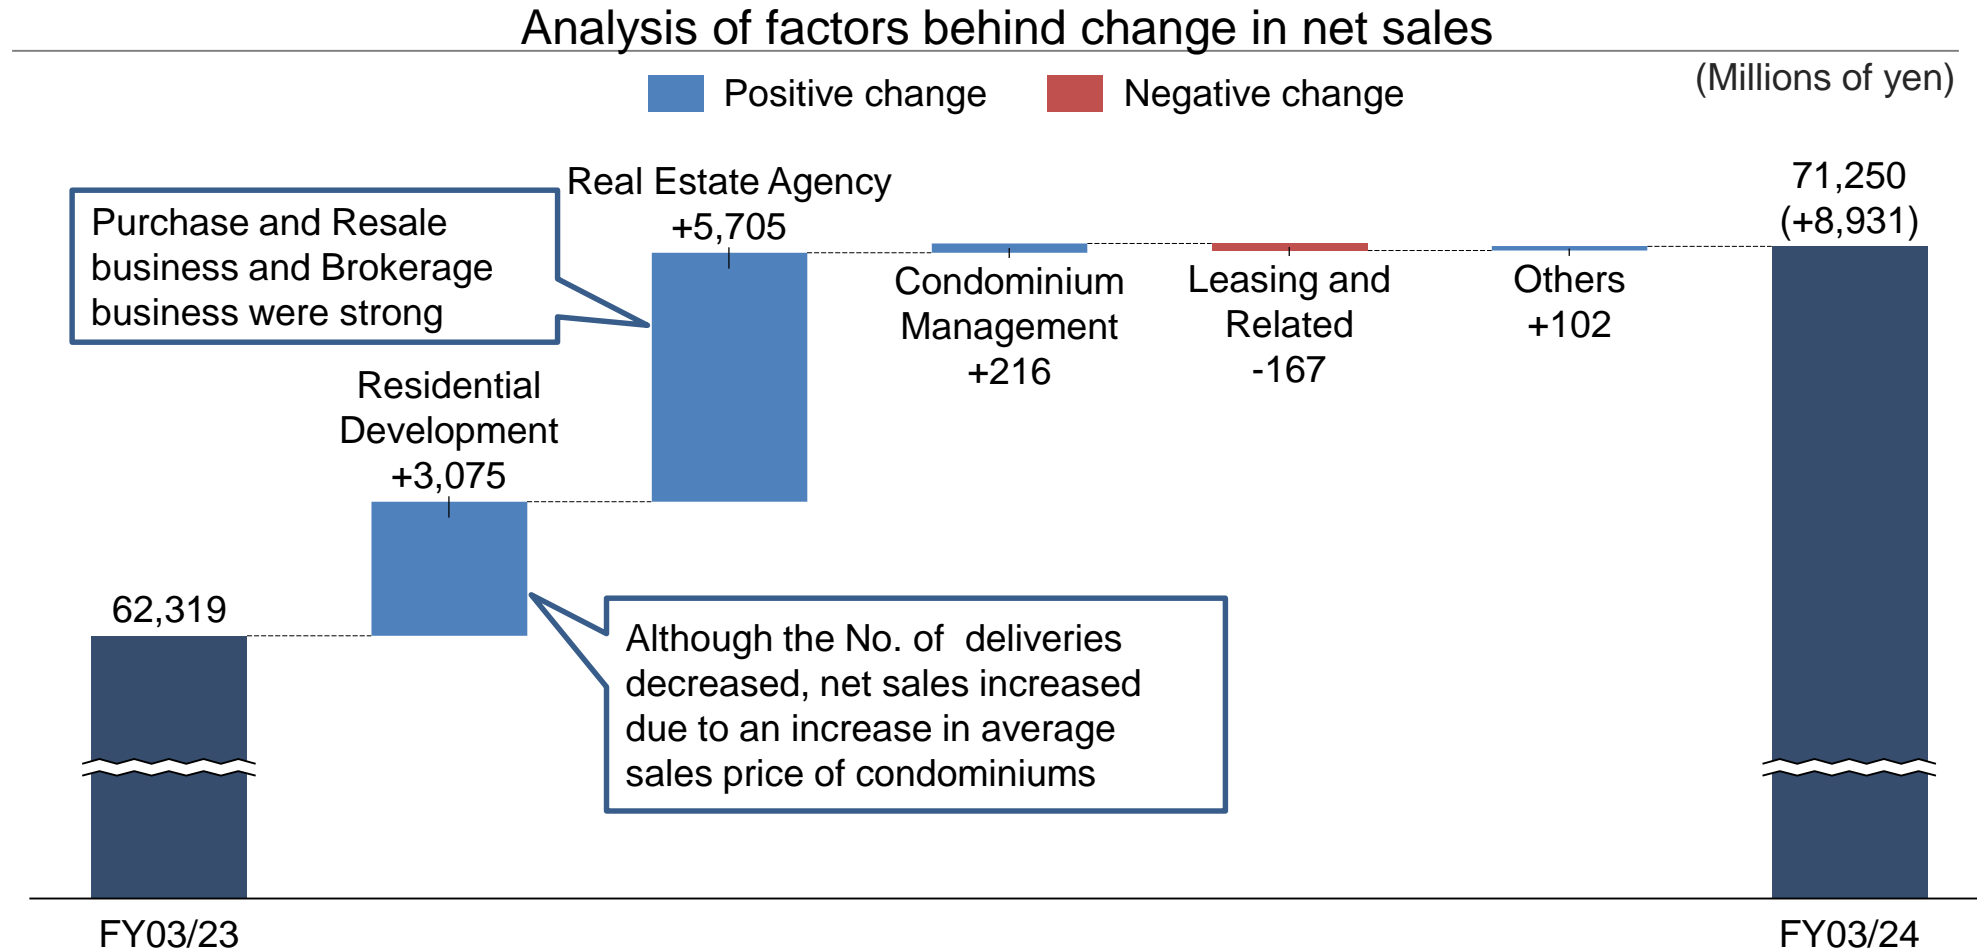 Analysis of factors behind change in net sales
(Millions of yen)
Positive change
Negative change
Purchase and Resale
business and Brokerage
business were strong
Real Estate Agency
+5,705
71,250
(+8,931)
Condominium
Management
+216
Leasing and
Related
-167
Others
+102
Residential
Development
+3,075
62,319
Although the No. of  deliveries
decreased, net sales increased
due to an increase in average
sales price of condominiums
FY03/23
FY03/24